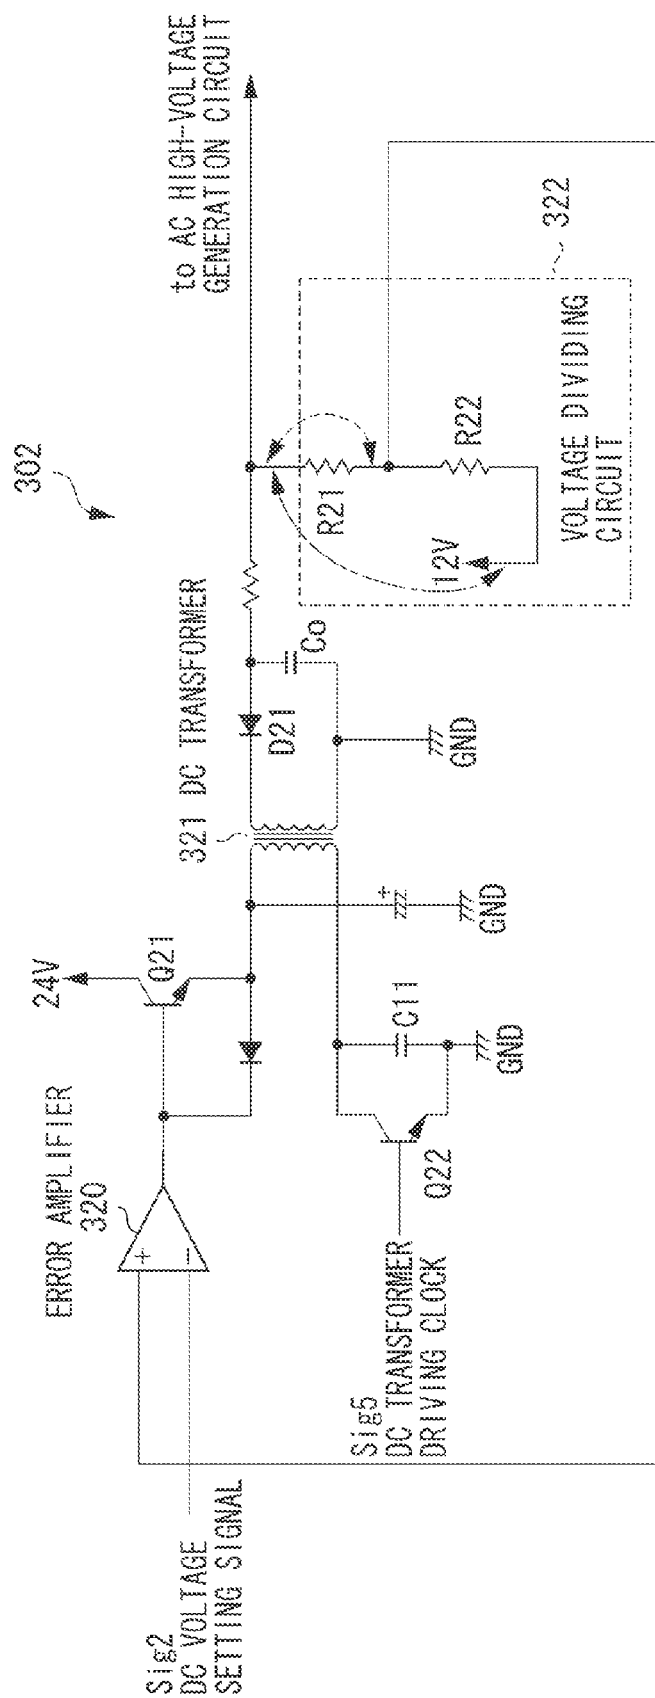 302
Sig2
DC VOLTAGE
SETTING SIGNAL
ERROR AMPLIFIER
320
+
−
24V
Q21
321 DC TRANSFORMER
to AC HIGH-VOLTAGE
GENERATION CIRCUIT
D21
Co
R21
R22
12V
VOLTAGE DIVIDING
CIRCUIT
322
Sig5
DC TRANSFORMER
DRIVING CLOCK
Q22
C11
+
GND
GND
GND